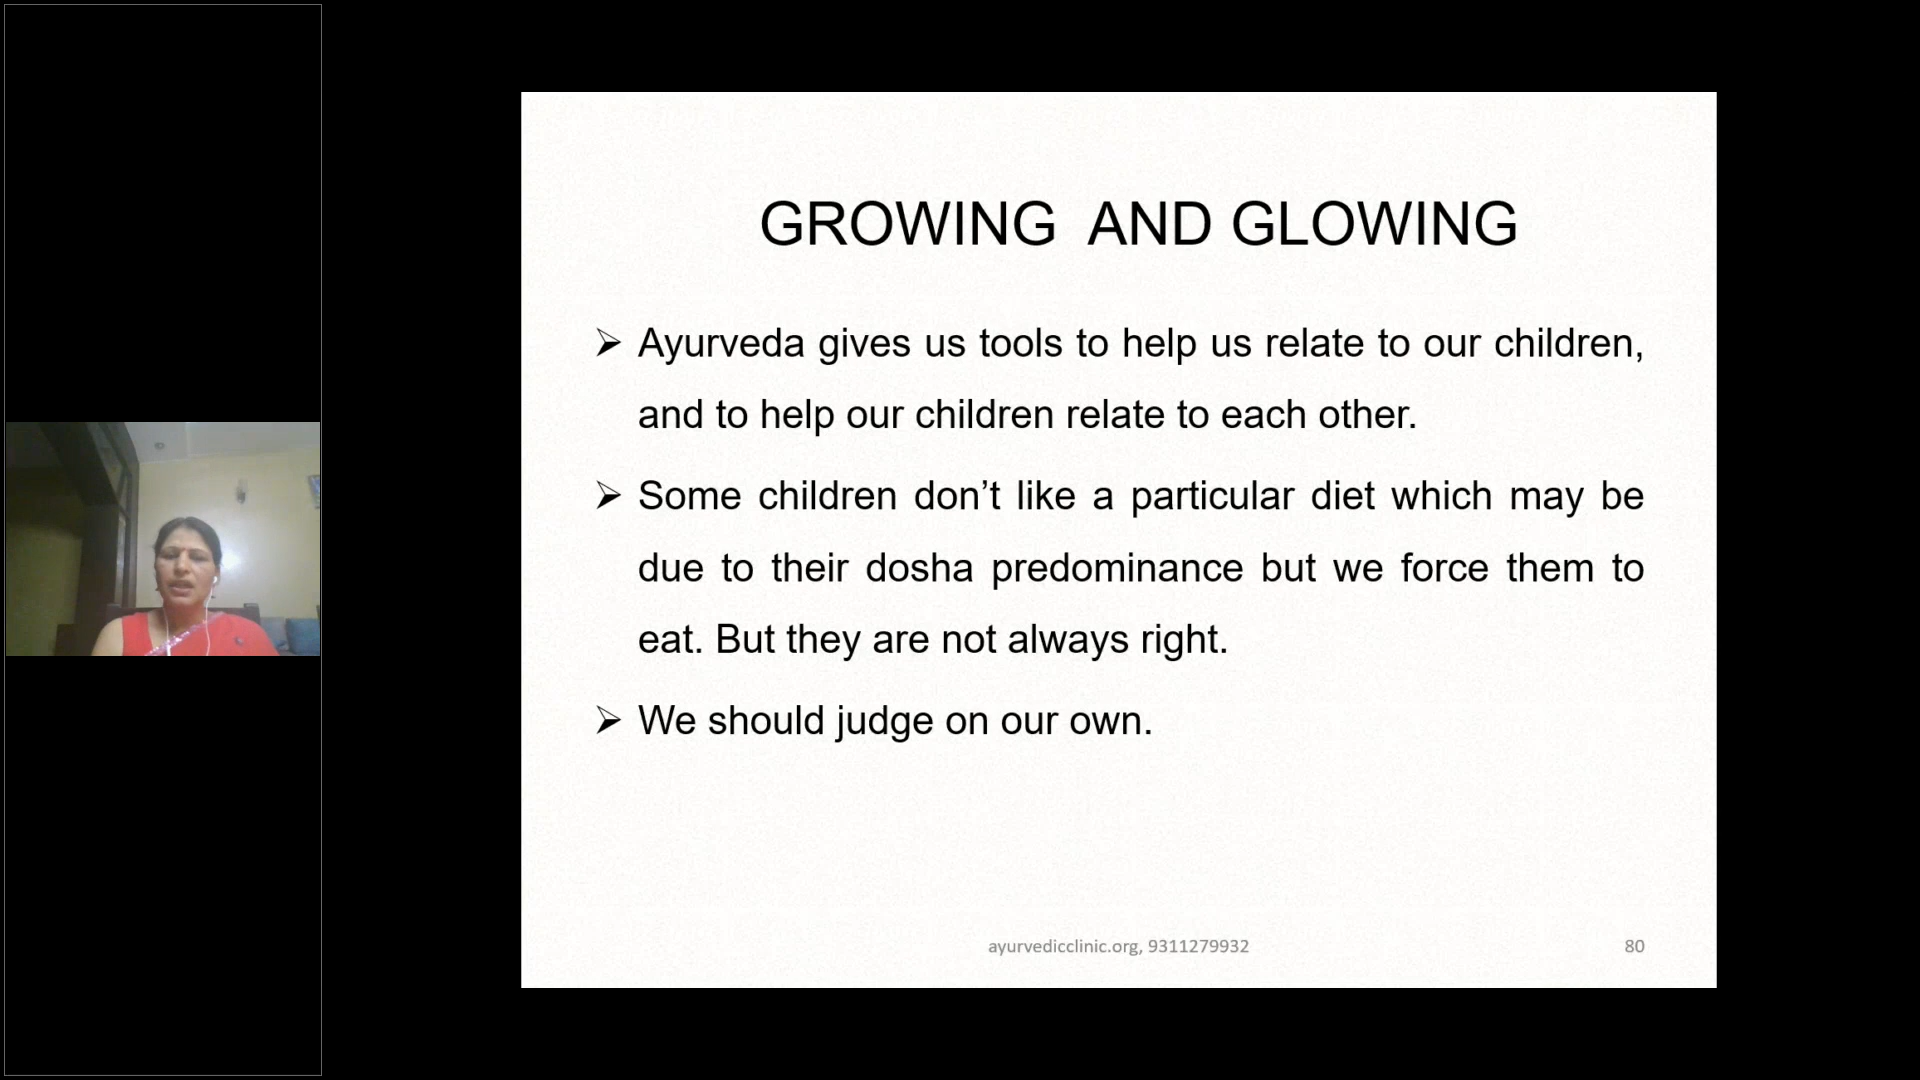 GROWING  AND GLOWING
➢ Ayurveda gives us tools to help us relate to our children,
and to help our children relate to each other.
➢ Some children don’t like a particular diet which may be
due to their dosha predominance but we force them to
eat. But they are not always right.
➢ We should judge on our own.
ayurvedicclinic.org, 9311279932
80